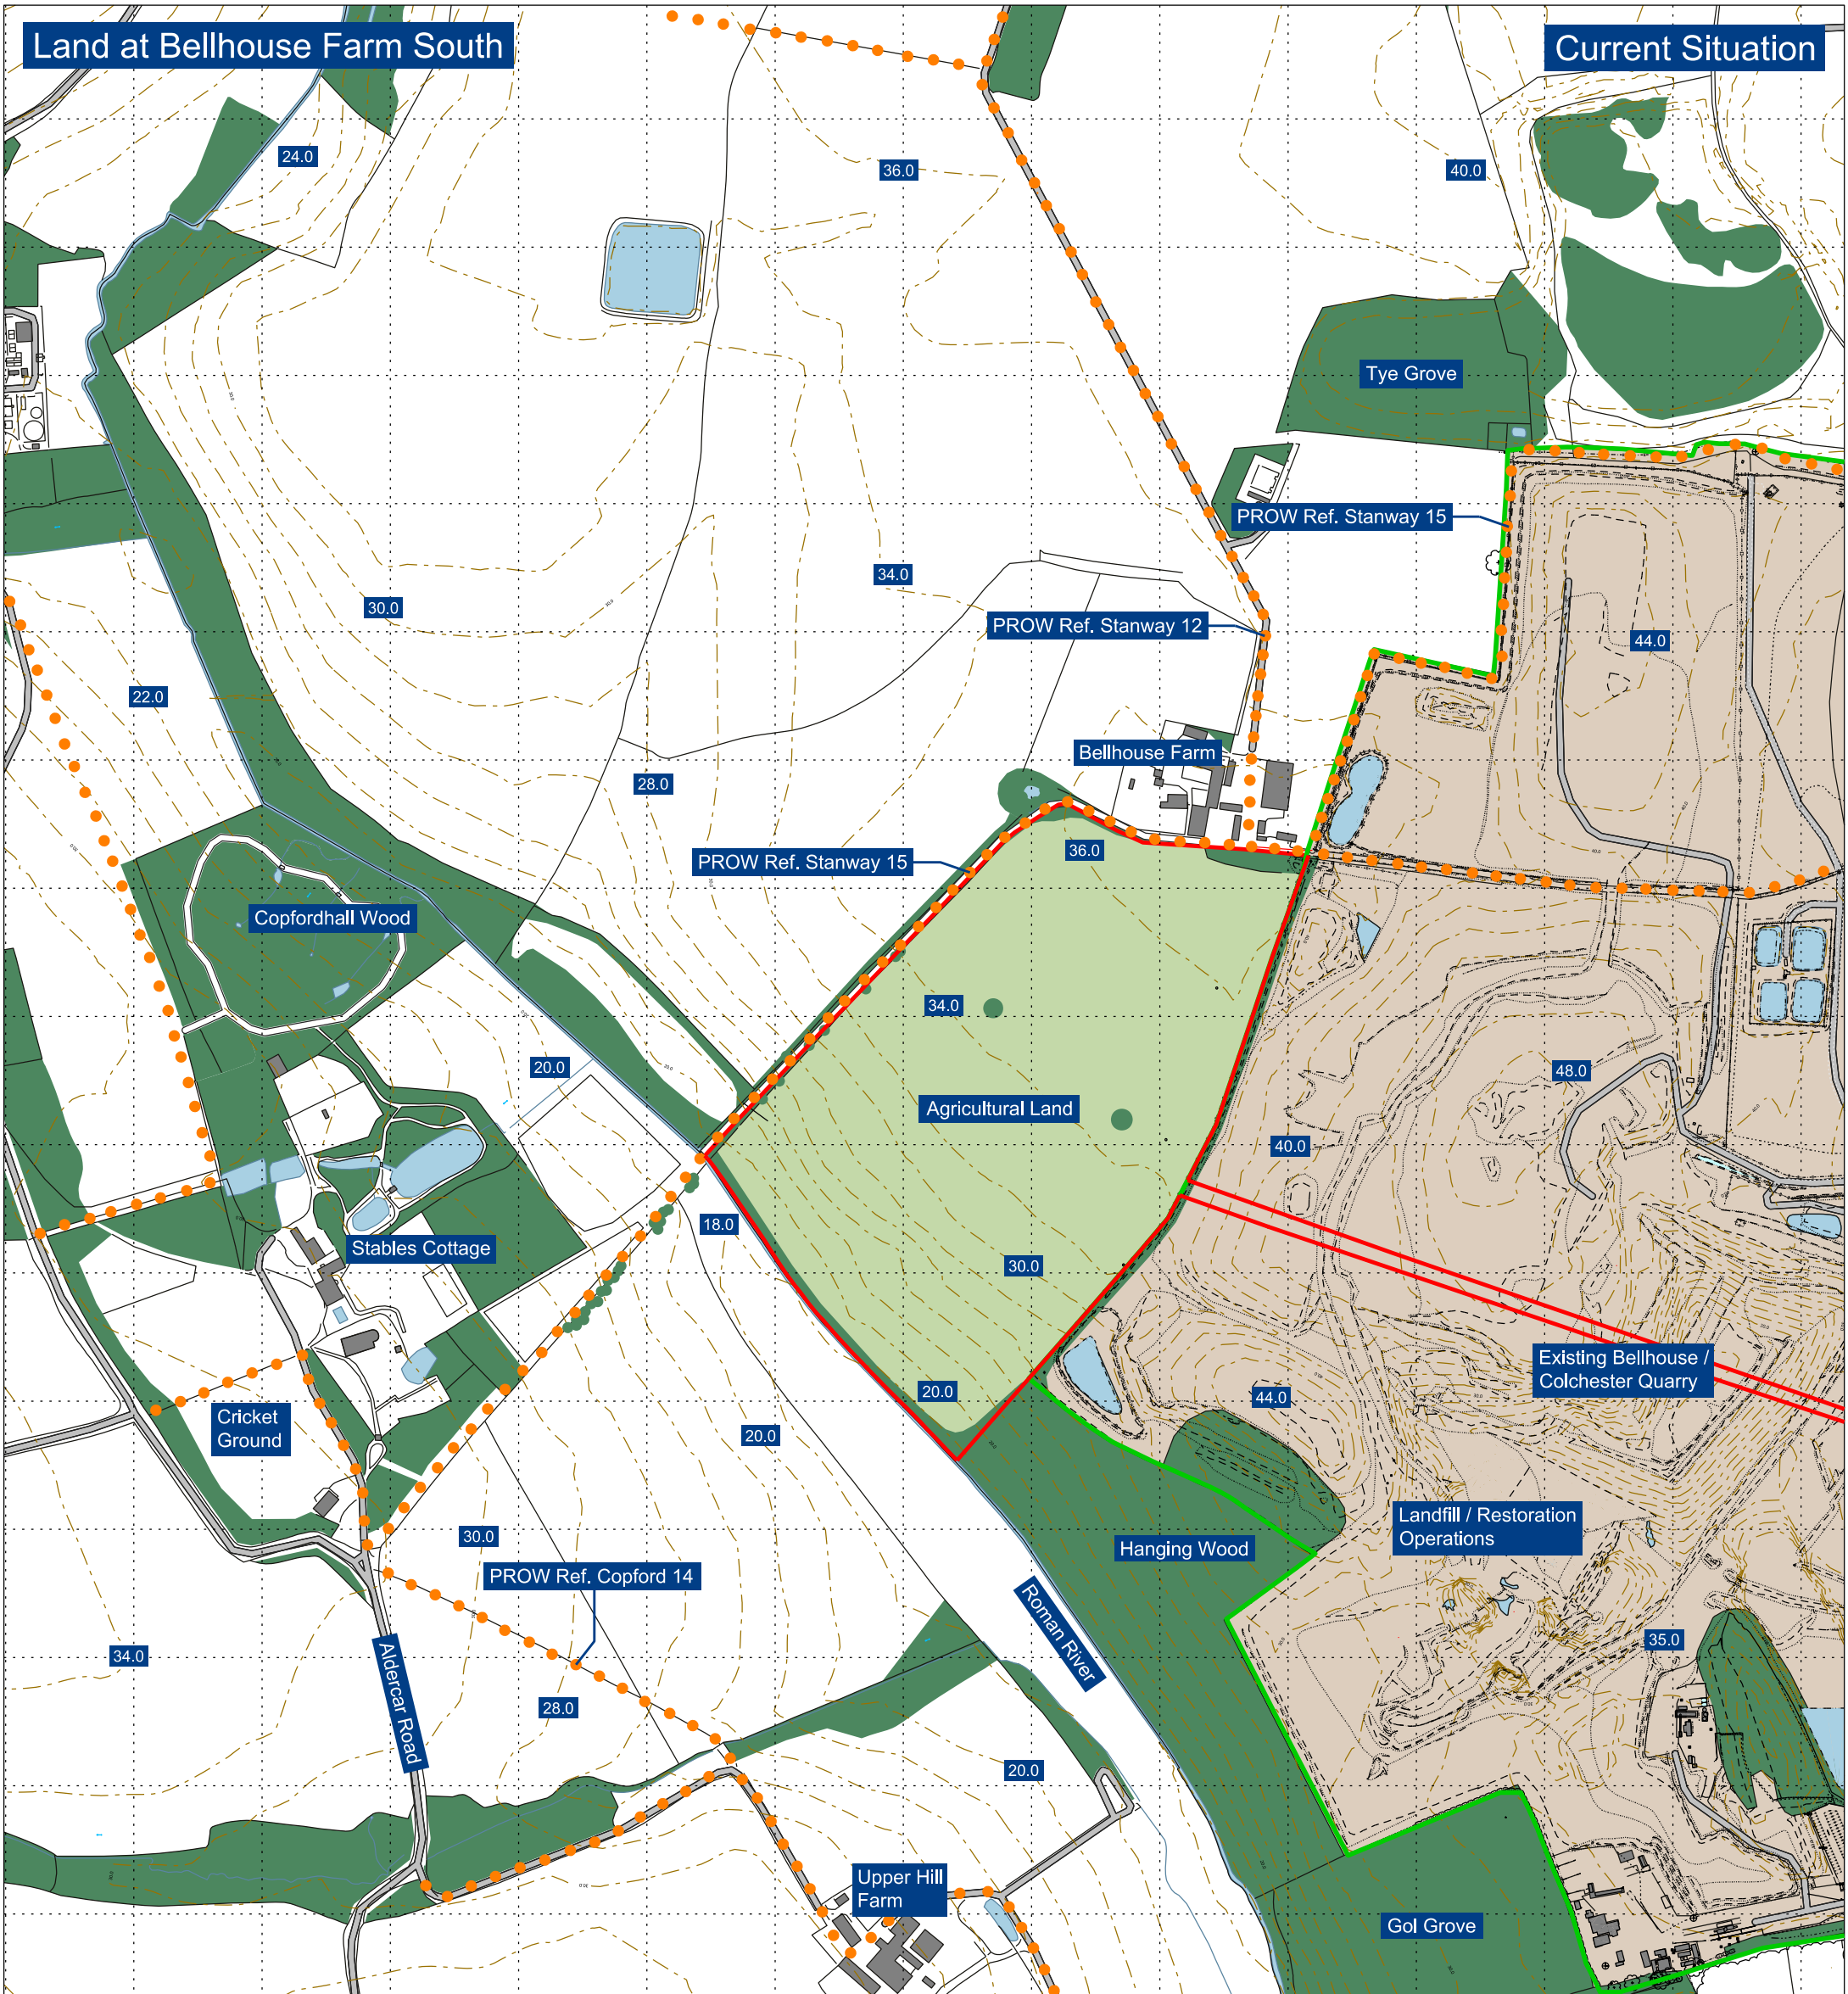 Land at Bellhouse Farm South
Current Situation
24.0
36.0
40.0
Tye Grove
PROW Ref. Stanway 15
34.0
30.0
PROW Ref. Stanway 12
44.0
22.0
Bellhouse Farm
28.0
36.0
PROW Ref. Stanway 15
Copfordhall Wood
34.0
20.0
48.0
Agricultural Land
40.0
18.0
Stables Cottage
30.0
Existing Bellhouse /
Colchester Quarry
20.0
44.0
Cricket
Ground
20.0
Landfill / Restoration
Operations
30.0
Hanging Wood
PROW Ref. Copford 14
Roman River
35.0
34.0
Aldercar Road
28.0
20.0
Upper Hill
Farm
Gol Grove